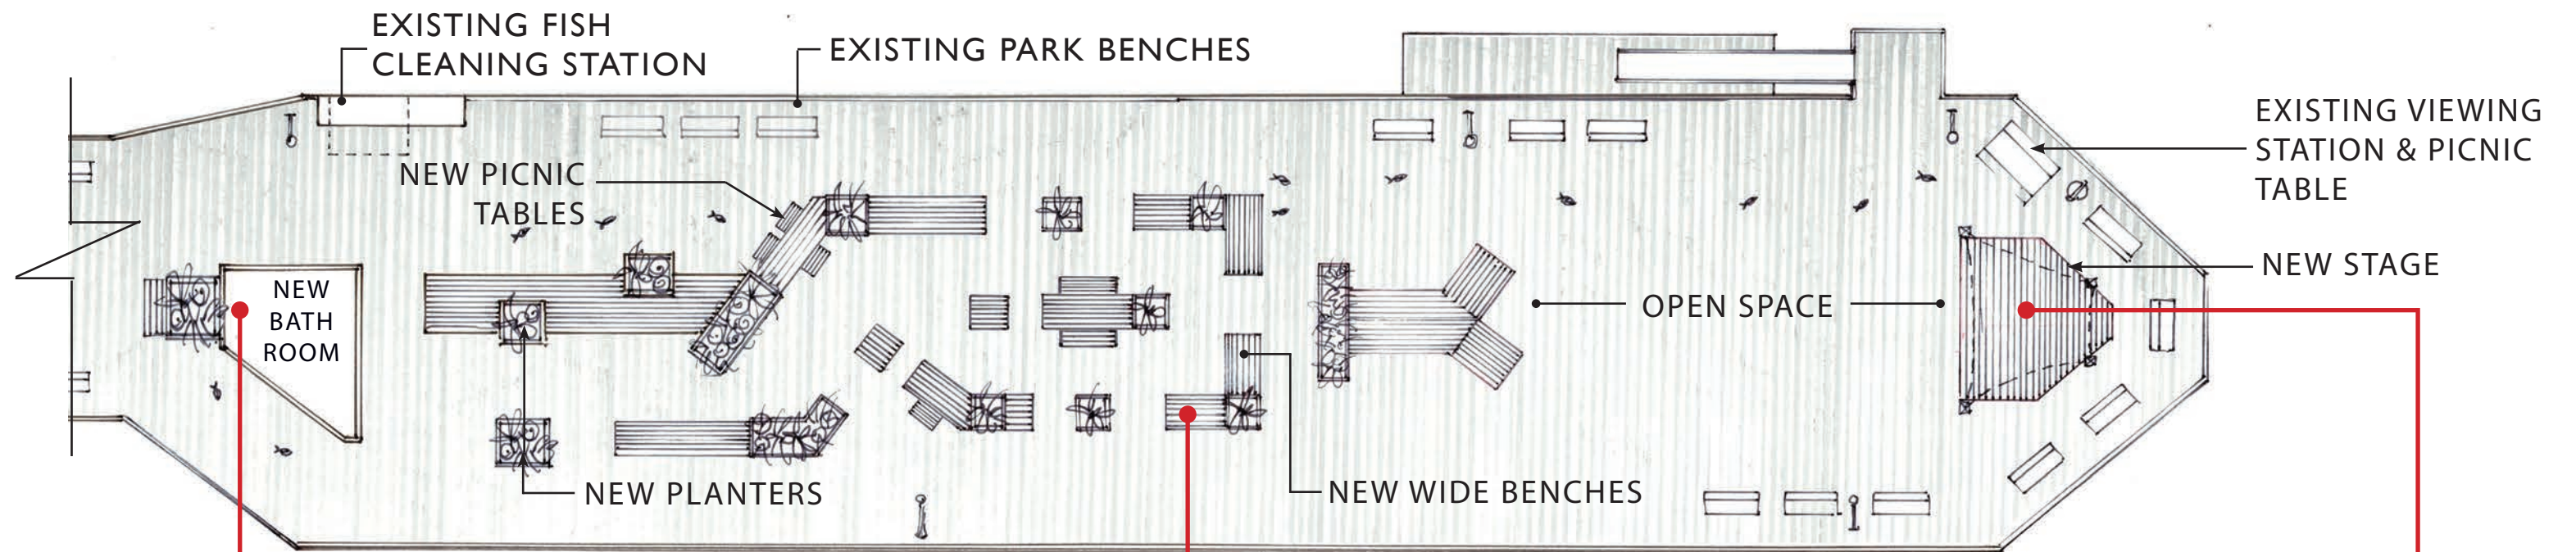 EXISTING FISH
CLEANING STATION
EXISTING PARK BENCHES
EXISTING VIEWING
STATION & PICNIC
TABLE
NEW PICNIC
TABLES
NEW STAGE
NEW
BATH
ROOM
OPEN SPACE
NEW PLANTERS
NEW WIDE BENCHES